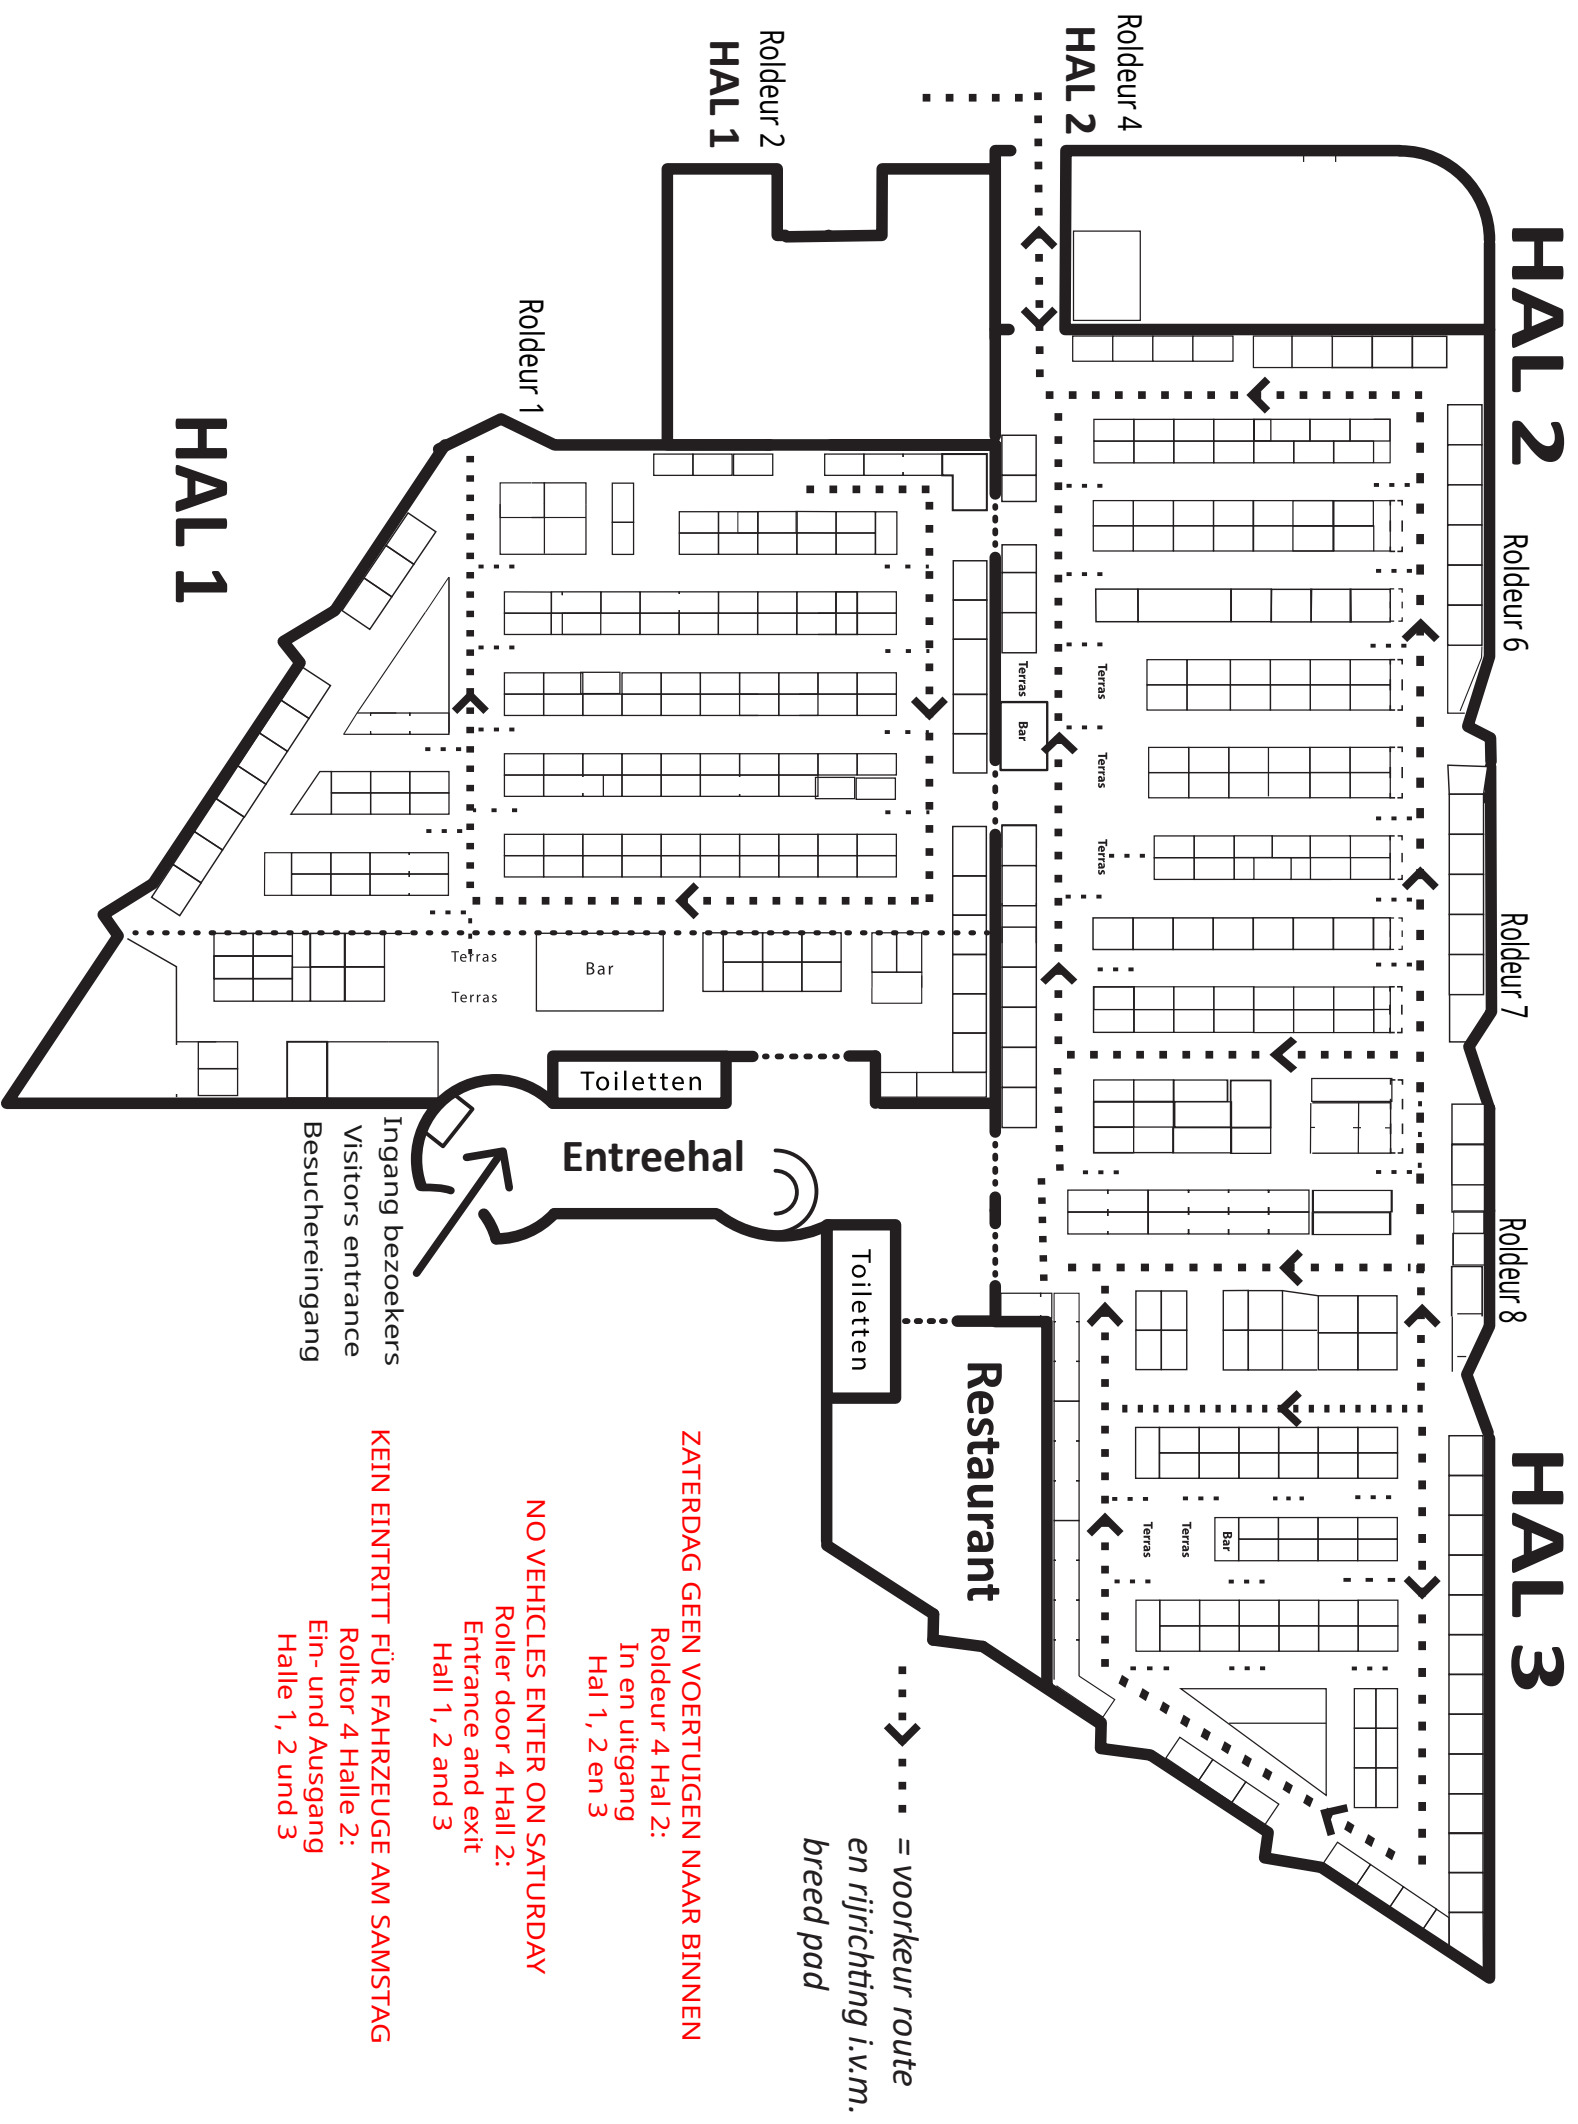 HAL 2
HAL 3
Roldeur 4
HAL 2
Roldeur 6
Roldeur 7
Roldeur 8
Roldeur 2
HAL 1
Roldeur 1
HAL 1
Terras
Bar
Terras
Terras
Terras
Bar
Terras
Terras
Terras
Terras
Bar
Toiletten
Entreehal
Toiletten
Restaurant
Ingang bezoekers
Visitors entrance
Besuchereingang
= voorkeur route
en rijrichting i.v.m.
breed pad
ZATERDAG GEEN VOERTUIGEN NAAR BINNEN
Roldeur 4 Hal 2:
In en uitgang
Hal 1, 2 en 3
NO VEHICLES ENTER ON SATURDAY
Roller door 4 Hall 2:
Entrance and exit
Hall 1, 2 and 3
KEIN EINTRITT FÜR FAHRZEUGE AM SAMSTAG
Rolltor 4 Halle 2:
Ein- und Ausgang
Halle 1, 2 und 3